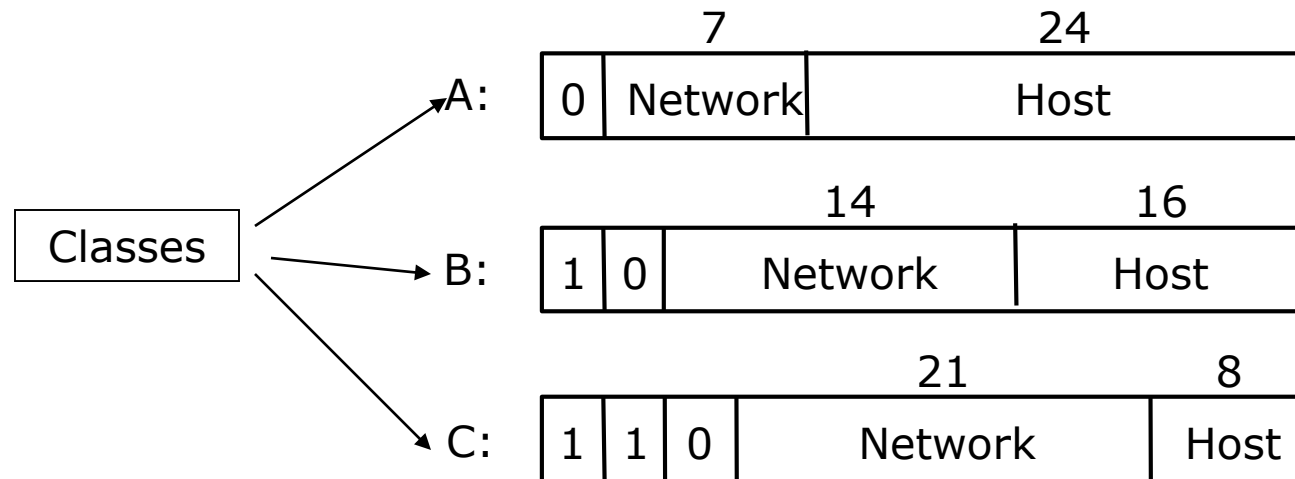 7 24
A: 0 Network Host
14 16
Classes
B: 1 0 Network Host
21 8
C: 1 1 0 Network Host